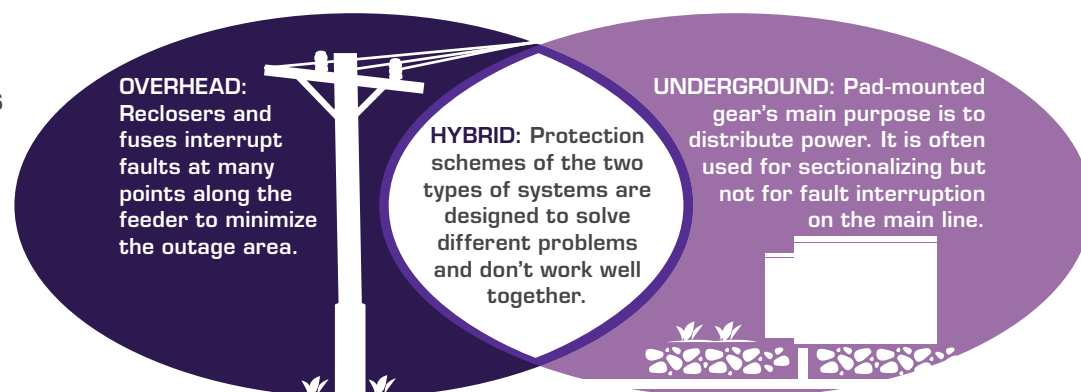 OVERHEAD:
Reclosers and
fuses interrupt
faults at many
points along the
feeder to minimize
the outage area.
HYBRID: Protection
schemes of the two
types of systems are
designed to solve
different problems
and don’t work well
together.
UNDERGROUND: Pad-mounted
gear’s main purpose is to
distribute power. It is often
used for sectionalizing but
not for fault interruption
on the main line.